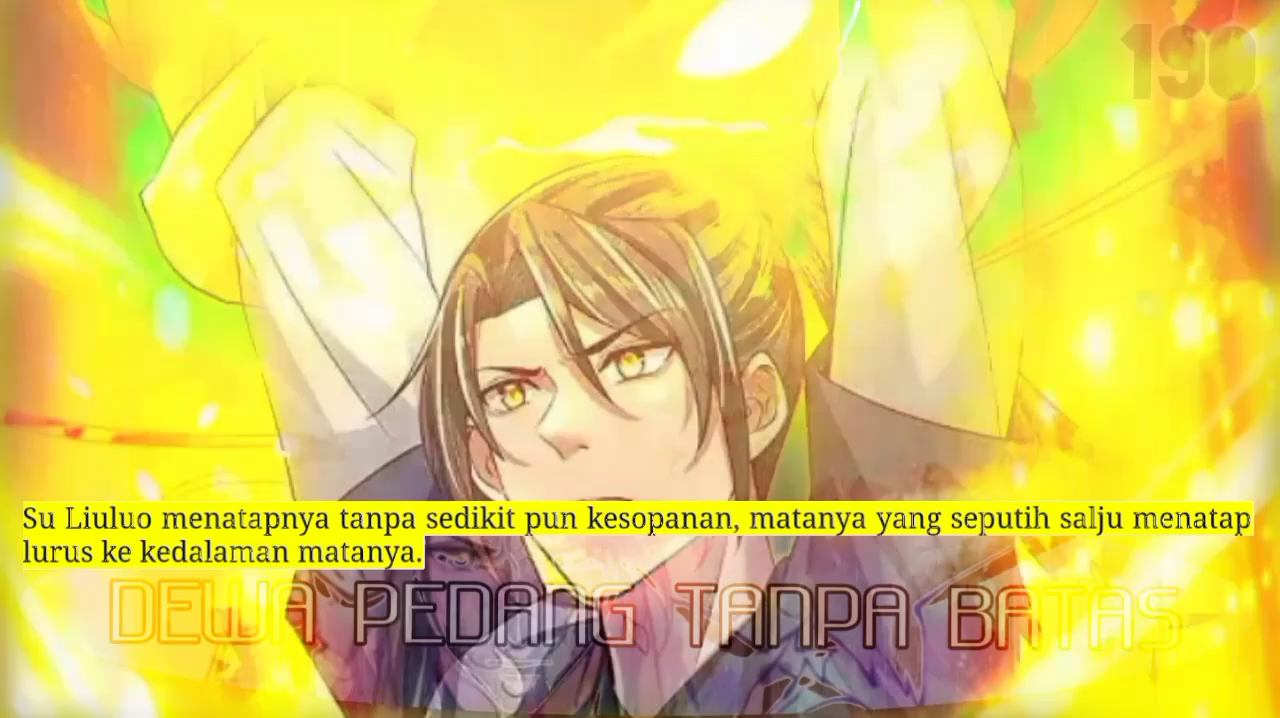 190
Su Liuluo menatapnya tanpa sedikit pun kesopanan, matanya yang seputih salju menatap
lurus ke kedalaman matanya.
DEWA PEDANG TANPA BATAS